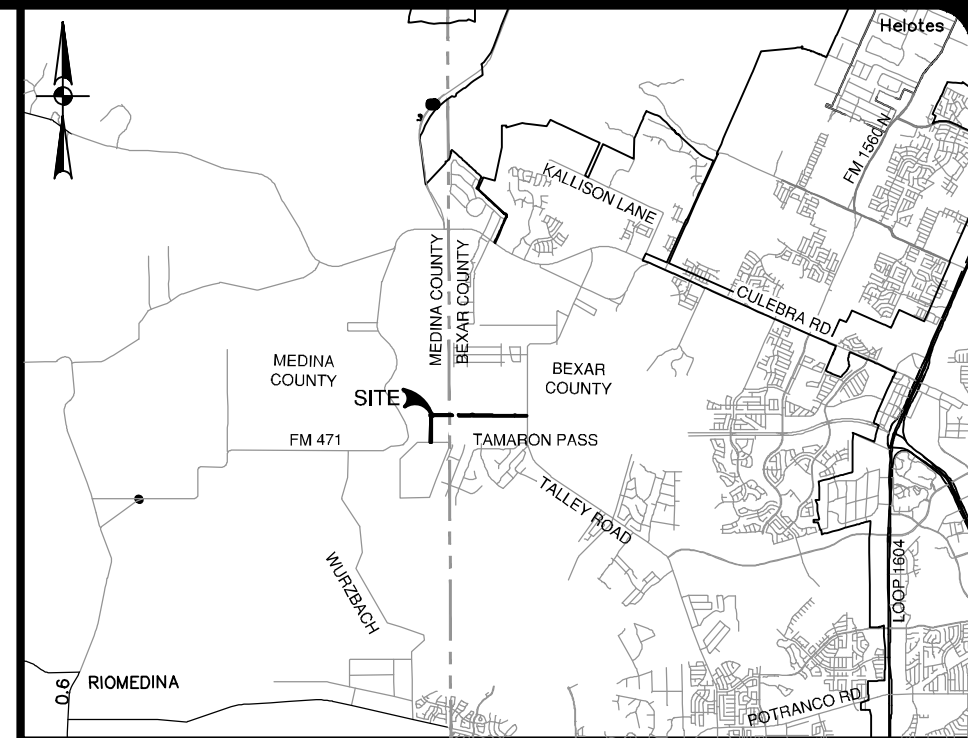 Helotes
FM 1560 N
KALLISON LANE
MEDINA COUNTY
BEXAR COUNTY
CULEBRA RD.
MEDINA
COUNTY
BEXAR
COUNTY
SITE
FM 471
TAMARON PASS
TALLEY ROAD
WURZBACH
LOOP 1604
RIOMEDINA
0.6
POTRANCO RD.